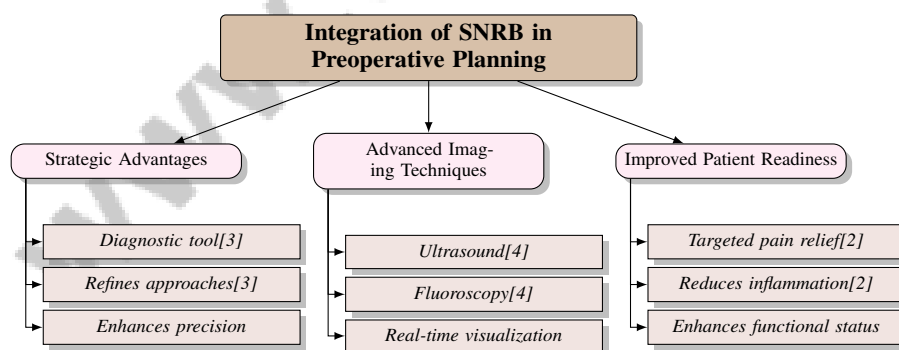 Integration of SNRB in
Preoperative Planning
Strategic Advantages
Diagnostic tool[3]
Refines approaches[3]
Enhances precision
Advanced Imag-
ing Techniques
Ultrasound[4]
Fluoroscopy[4]
Real-time visualization
Improved Patient Readiness
Targeted pain relief[2]
Reduces inflammation[2]
Enhances functional status